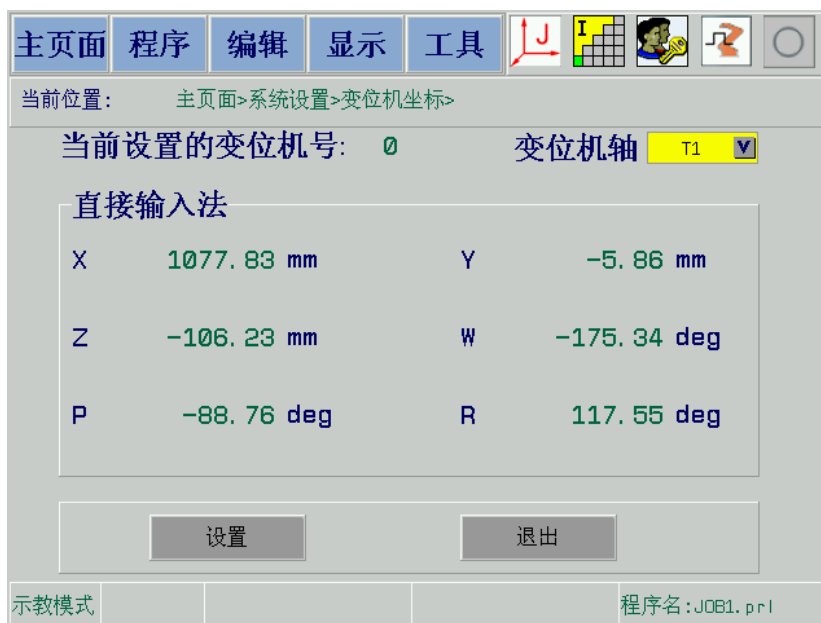 主页面 程序 编辑 显示 工具 J I
当前位置: 主页面>系统设置>变位机坐标>
当前设置的变位机号: 0 变位机轴 T1 V
直接输入法
X 1077.83 mm Y -5.86 mm
Z -106.23 mm W -175.34 deg
P -88.76 deg R 117.55 deg
设置 退出
示教模式 程序名:JOB1.prl